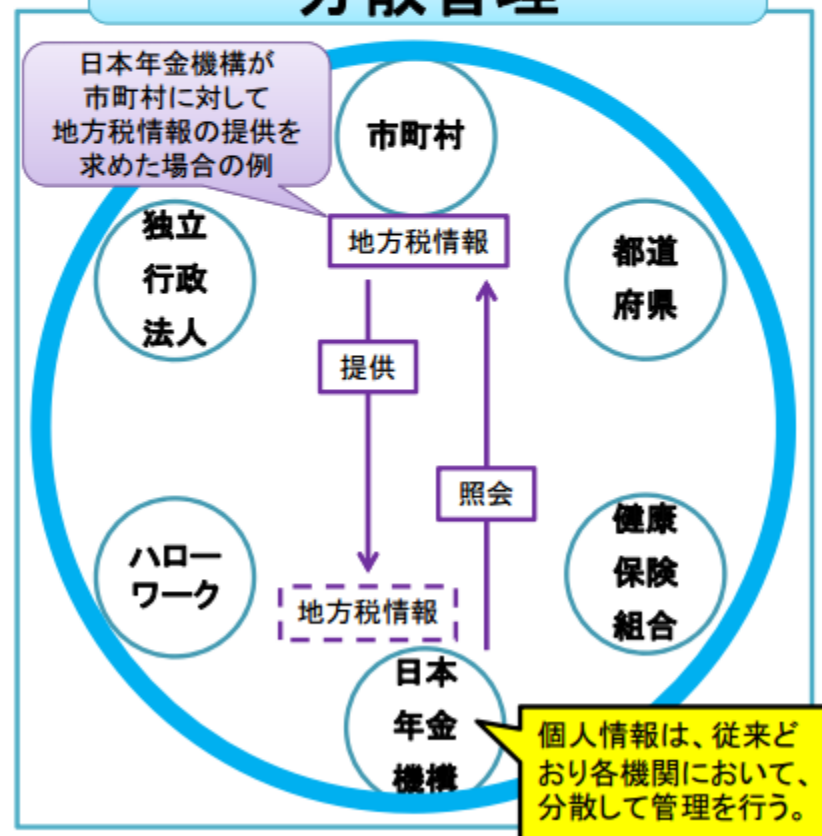 分散管理
日本年金機構が
市町村に対して
地方税情報の提供を
求めた場合の例
市町村
独立
行政
法人
地方税情報
都道
府県
提供
照会
ハロー
ワーク
健康
保険
組合
地方税情報
日本
年金
機構
個人情報は、従来ど
おり各機関において、
分散して管理を行う。